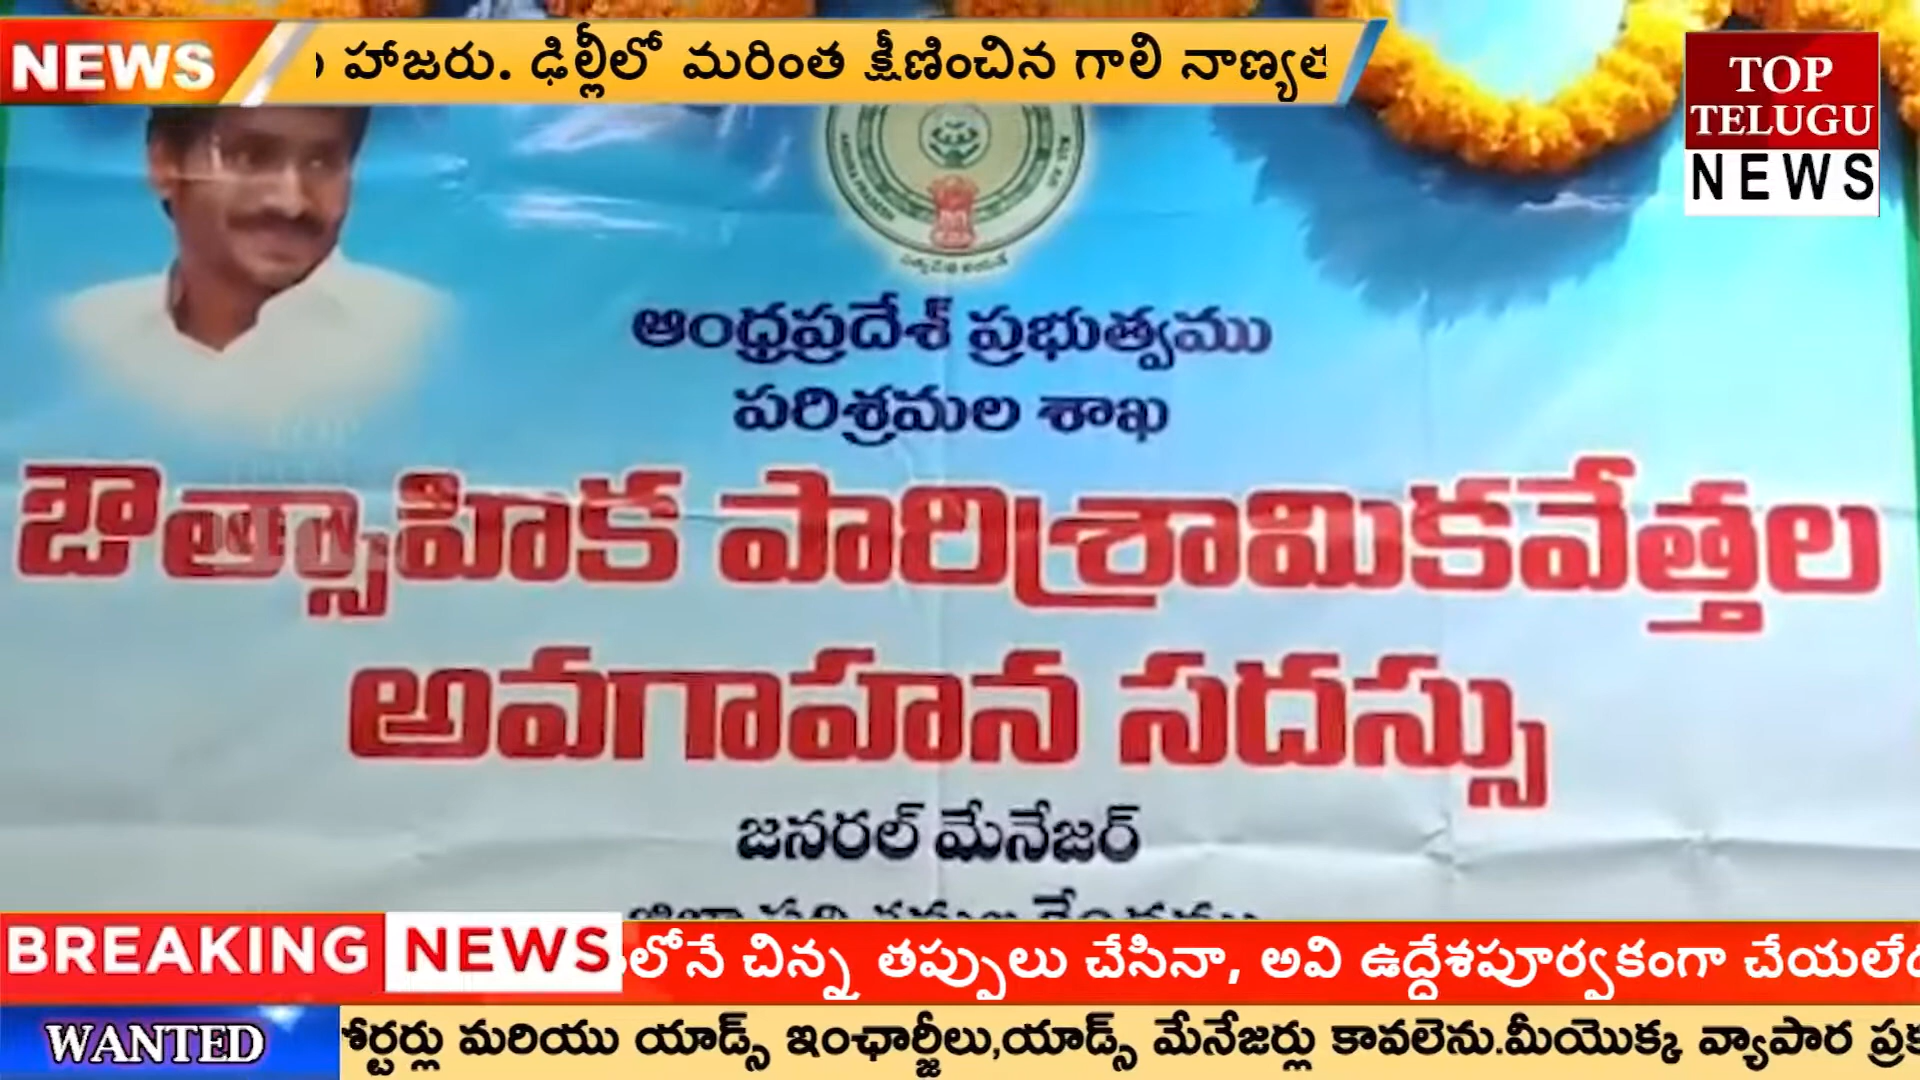 NEWS
హాజరు. ఢిల్లీలో మరింత క్షీణించిన గాలి నాణ్యత
TOP
TELUGU
NEWS
ఆంధ్రప్రదేశ్ ప్రభుత్వము
పరిశ్రమల శాఖ
ఔత్సాహిక పారిశ్రామికవేత్తల
అవగాహన సదస్సు
జనరల్ మేనేజర్
BREAKING NEWS
లోనే చిన్న తప్పులు చేసినా, అవి ఉద్దేశపూర్వకంగా చేయలేద
WANTED
మరియు యాడ్స్ ఇంఛార్జీలు,యాడ్స్ మేనేజర్లు కావలెను.మీయొక్క వ్యాపార ప్రక